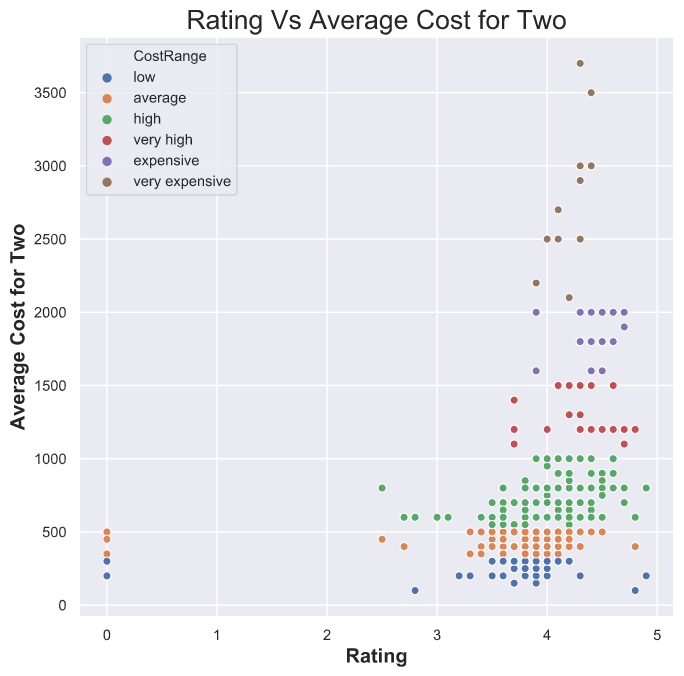 Rating Vs Average Cost for Two
CostRange
low
average
high
very high
expensive
very expensive
Average Cost for Two
3500
3000
2500
2000
1500
1000
500
0
0 1 2 3 4 5
Rating